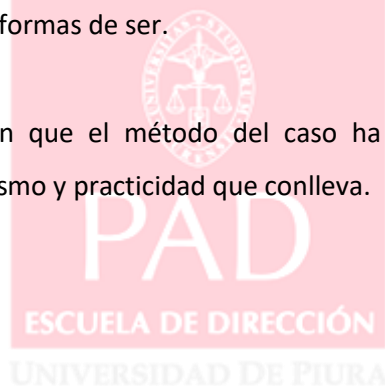 formas de ser.
n que el método del caso ha
smo y practicidad que conlleva.
PAD
ESCUELA DE DIRECCIÓN
UNIVERSIDAD DE PIURA